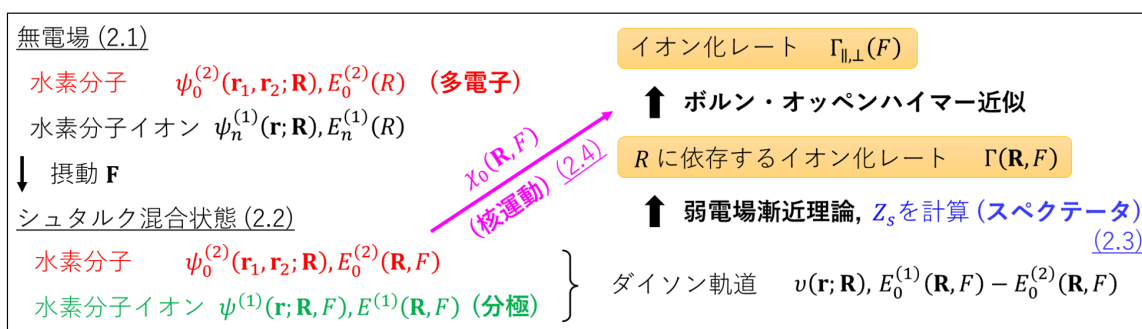 無電場 (2.1)
水素分子 ψ₀⁽²⁾(r₁, r₂; R), E₀⁽²⁾(R) (多電子)
水素分子イオン ψₙ⁽¹⁾(r; R), Eₙ⁽¹⁾(R)
摂動 F
シュタルク混合状態 (2.2)
水素分子 ψ₀⁽²⁾(r₁, r₂; R), E₀⁽²⁾(R, F)
水素分子イオン ψ⁽¹⁾(r; R, F), E⁽¹⁾(R, F) (分極)
χ₀(R, F)
(核運動) (2.4)
イオン化レート Γ∥,⊥(F)
ボルン・オッペンハイマー近似
R に依存するイオン化レート Γ(R, F)
弱電場漸近理論, Zₛを計算 (スペクテータ)
(2.3)
ダイソン軌道 υ(r; R), E₀⁽¹⁾(R, F) − E₀⁽²⁾(R, F)